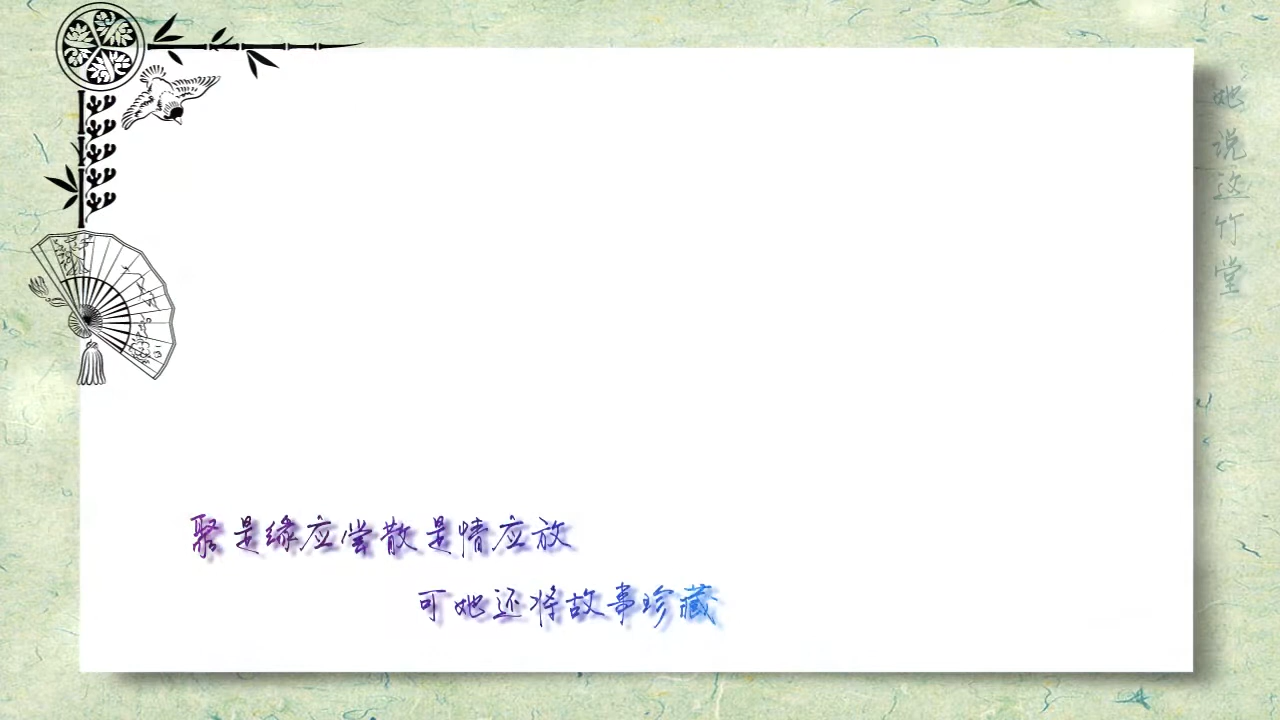 聚是缘应尝散是情应放
可她还将故事珍藏
她说这竹堂